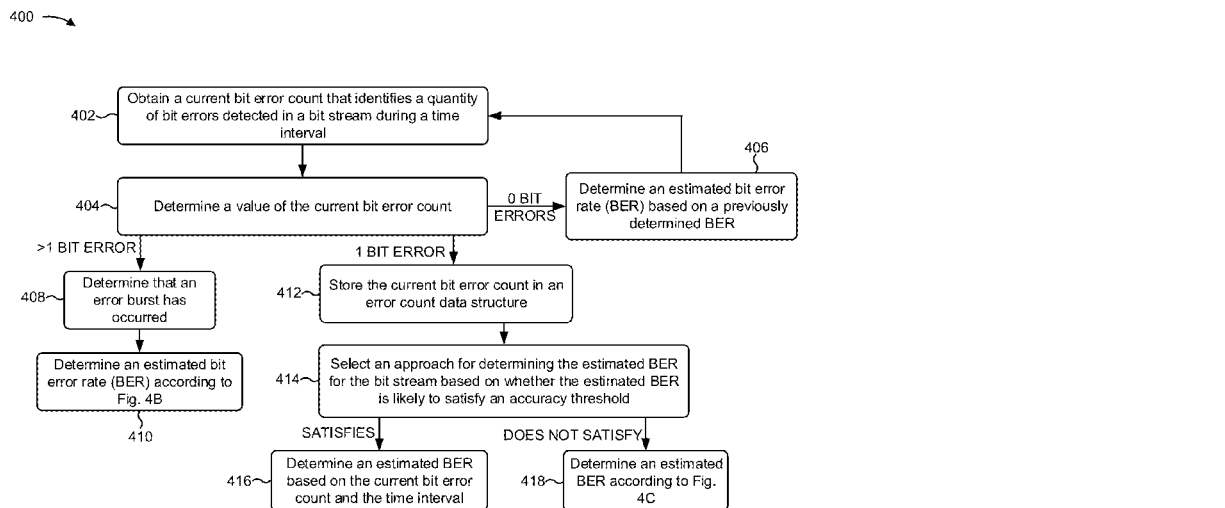 400
Obtain a current bit error count that identifies a quantity
of bit errors detected in a bit stream during a time
interval
402
406
Determine a value of the current bit error count
404
0 BIT
ERRORS
Determine an estimated bit error
rate (BER) based on a previously
determined BER
>1 BIT ERROR
1 BIT ERROR
Determine that an
error burst has
occurred
408
Store the current bit error count in an
error count data structure
412
Determine an estimated bit
error rate (BER) according to
Fig. 4B
410
Select an approach for determining the estimated BER
for the bit stream based on whether the estimated BER
is likely to satisfy an accuracy threshold
414
SATISFIES
DOES NOT SATISFY
Determine an estimated BER
based on the current bit error
count and the time interval
416
Determine an estimated
BER according to Fig.
4C
418